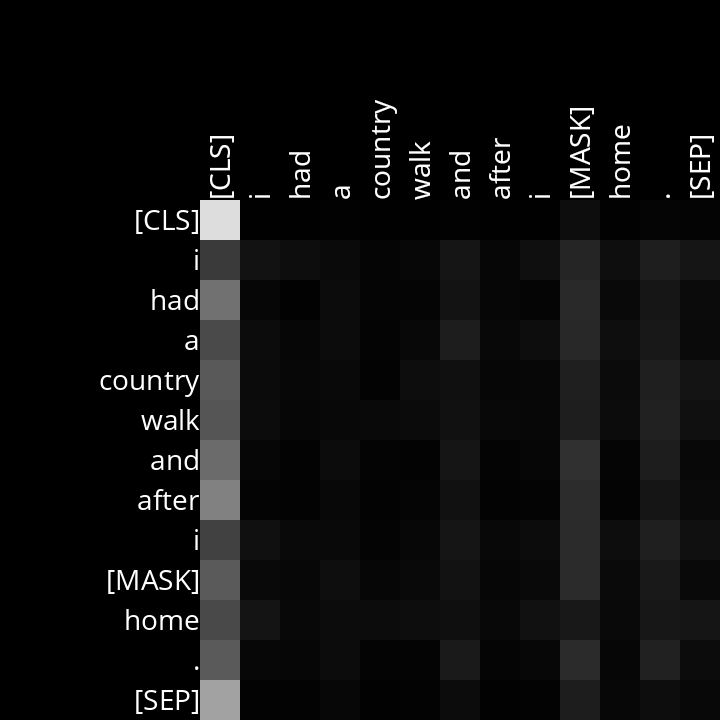 [CLS] i had a country walk and after i [MASK] home . [SEP]
[CLS]
i
had
a
country
walk
and
after
i
[MASK]
home
.
[SEP]